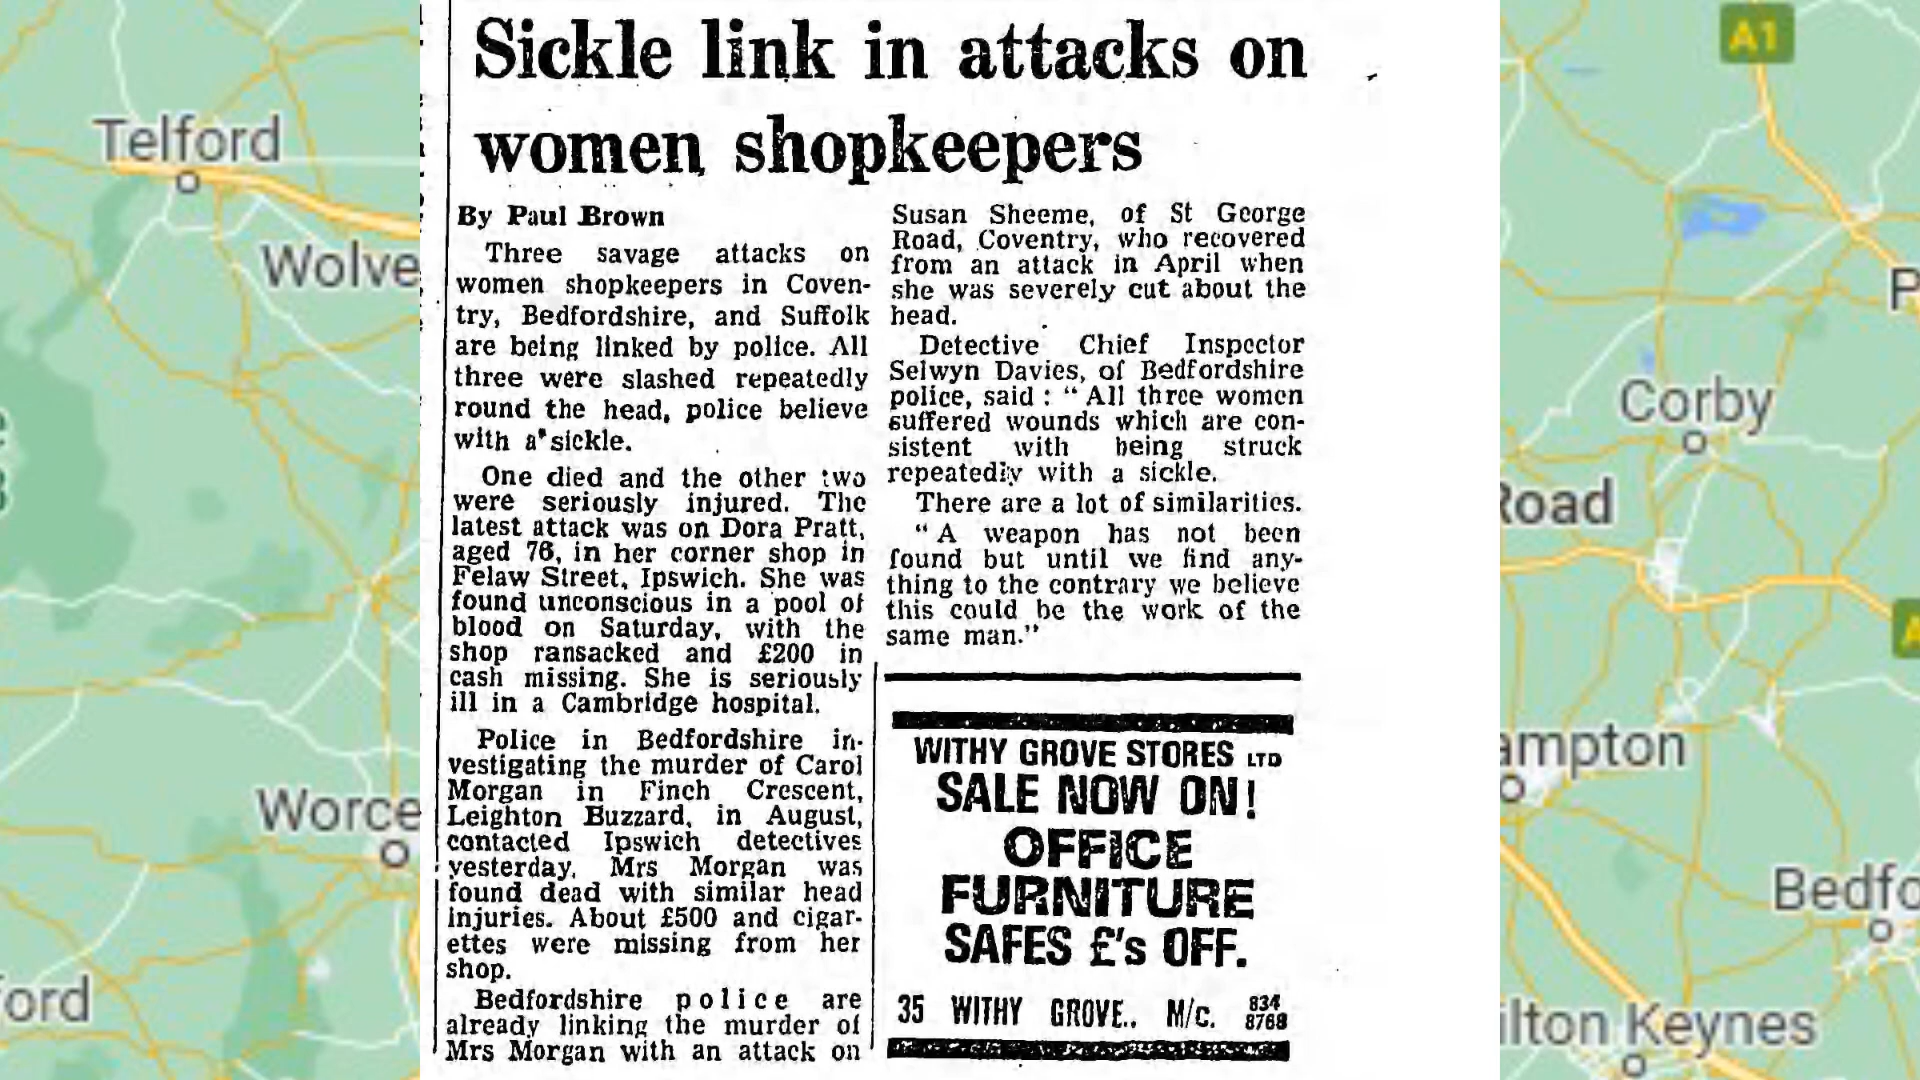 Sickle link in attacks on
women shopkeepers
By Paul Brown
Three savage attacks on
women shopkeepers in Coven-
try, Bedfordshire, and Suffolk
are being linked by police. All
three were slashed repeatedly
round the head, police believe
with a sickle.
One died and the other two
were seriously injured. The
latest attack was on Dora Pratt,
aged 76, in her corner shop in
Felaw Street, Ipswich. She was
found unconscious in a pool of
blood on Saturday, with the
shop ransacked and £200 in
cash missing. She is seriously
ill in a Cambridge hospital.
Police in Bedfordshire in-
vestigating the murder of Carol
Morgan in Finch Crescent,
Leighton Buzzard, in August,
contacted Ipswich detectives
yesterday. Mrs Morgan was
found dead with similar head
injuries. About £500 and cigar-
ettes were missing from her
shop.
Bedfordshire police are
already linking the murder of
Mrs Morgan with an attack on
Susan Sheeme, of St George
Road, Coventry, who recovered
from an attack in April when
she was severely cut about the
head.
Detective Chief Inspector
Selwyn Davies, of Bedfordshire
police, said : “ All three women
suffered wounds which are con-
sistent with being struck
repeatedly with a sickle.
There are a lot of similarities.
“ A weapon has not been
found but until we find any-
thing to the contrary we believe
this could be the work of the
same man.”
WITHY GROVE STORES LTD
SALE NOW ON!
OFFICE
FURNITURE
SAFES £'s OFF.
35 WITHY GROVE.. M/c. 834
8768
Telford
Wolve
Worce
ord
A1
P
Corby
Road
A
ampton
Bedfo
ilton Keynes